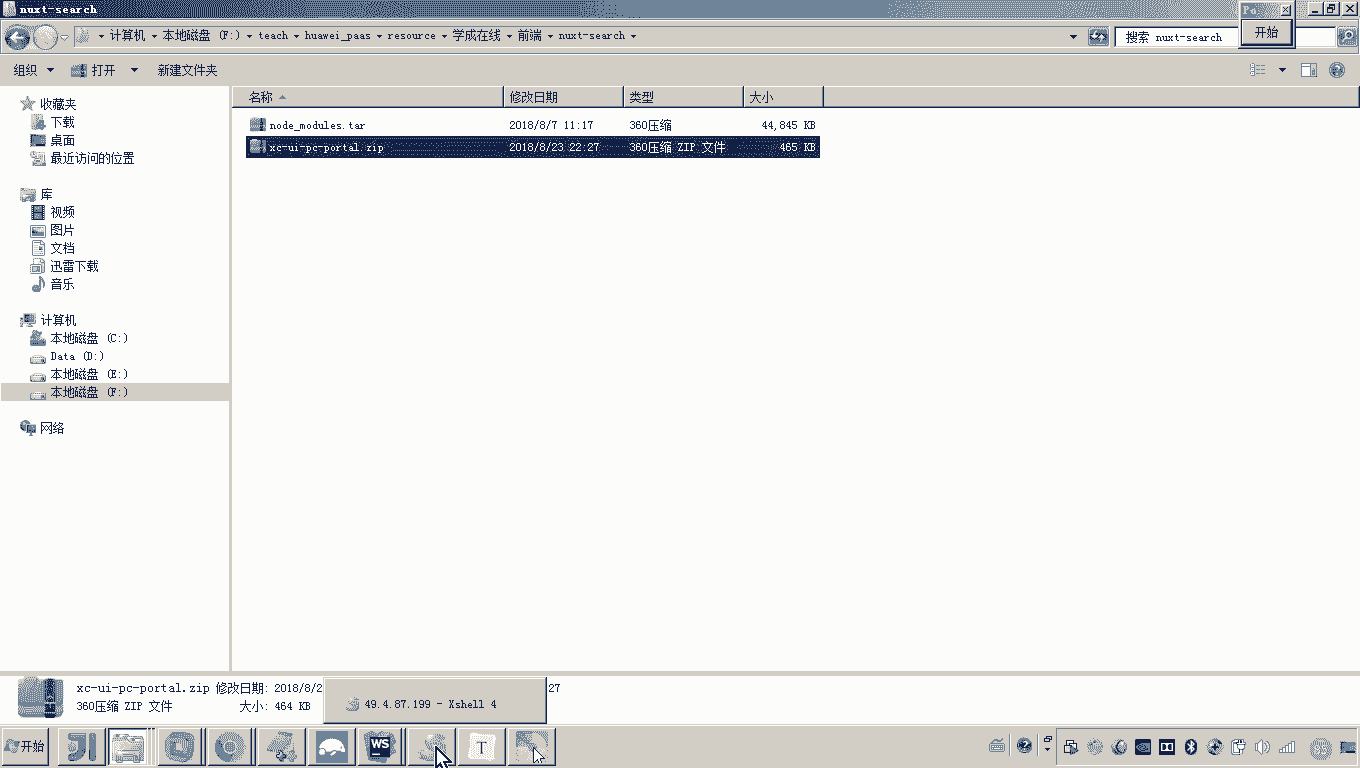 nuxt-search
计算机 本地磁盘 (F:) teach huawei_paas resource 学成在线 前端 nuxt-search
搜索 nuxt-search
开始
组织 打开 新建文件夹
名称 修改日期 类型 大小
node_modules.tar 2018/8/7 11:17 360压缩 44,845 KB
xc-ui-pc-portal.zip 2018/8/23 22:27 360压缩 ZIP 文件 465 KB
收藏夹
下载
桌面
最近访问的位置
库
视频
图片
文档
迅雷下载
音乐
计算机
本地磁盘 (C:)
Data (D:)
本地磁盘 (E:)
本地磁盘 (F:)
网络
xc-ui-pc-portal.zip 修改日期: 2018/8/2 27
360压缩 ZIP 文件 大小: 464 KB
49.4.87.199 - Xshell 4
开始
WS
T